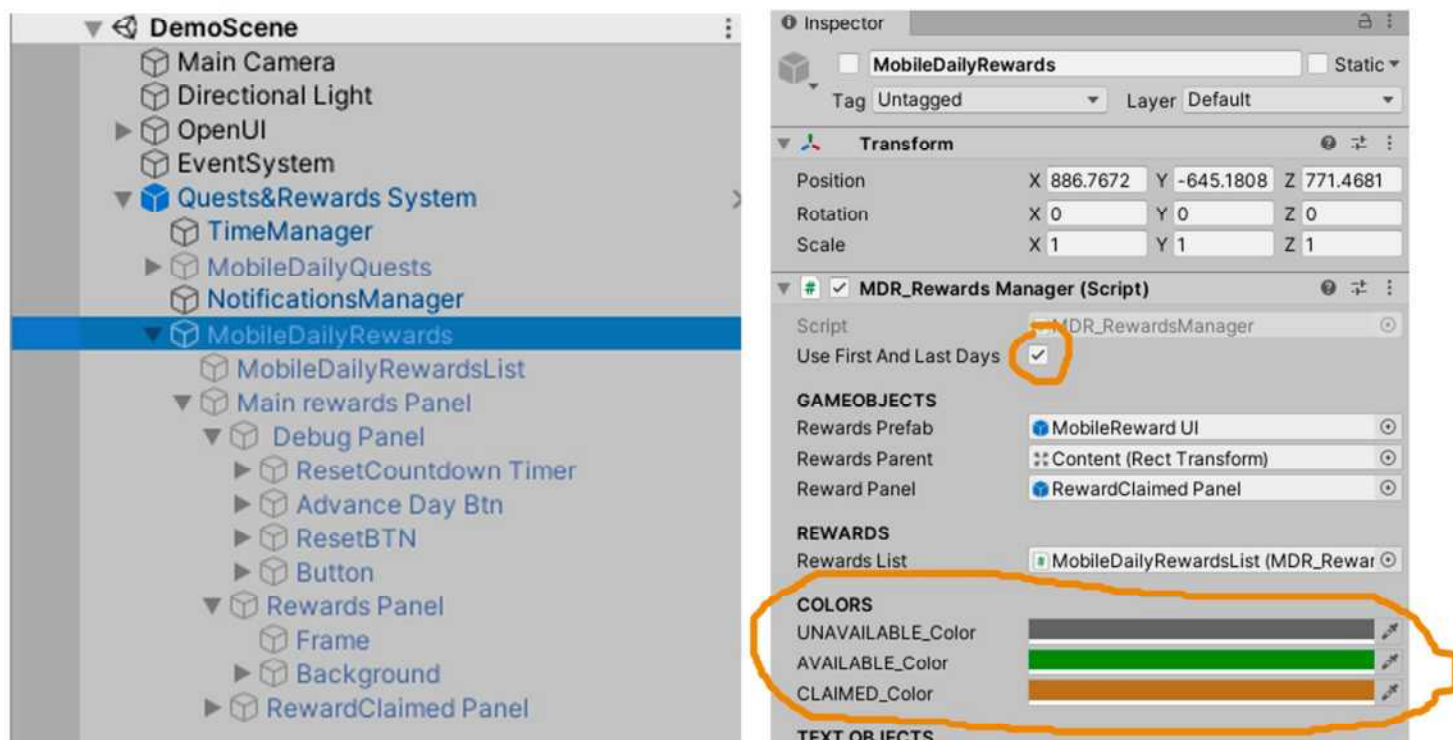 DemoScene
Main Camera
Directional Light
OpenUI
EventSystem
Quests&Rewards System
TimeManager
MobileDailyQuests
NotificationsManager
MobileDailyRewards
MobileDailyRewardsList
Main rewards Panel
Debug Panel
ResetCountdown Timer
Advance Day Btn
ResetBTN
Button
Rewards Panel
Frame
Background
RewardClaimed Panel
Inspector
MobileDailyRewards Static
Tag Untagged Layer Default
Transform
Position X 886.7672 Y -645.1808 Z 771.4681
Rotation X 0 Y 0 Z 0
Scale X 1 Y 1 Z 1
# MDR_Rewards Manager (Script)
Script MDR_RewardsManager
Use First And Last Days
GAMEOBJECTS
Rewards Prefab MobileReward UI
Rewards Parent Content (Rect Transform)
Reward Panel RewardClaimed Panel
REWARDS
Rewards List MobileDailyRewardsList (MDR_Rewar
COLORS
UNAVAILABLE_Color
AVAILABLE_Color
CLAIMED_Color
TEXT OBJECTS